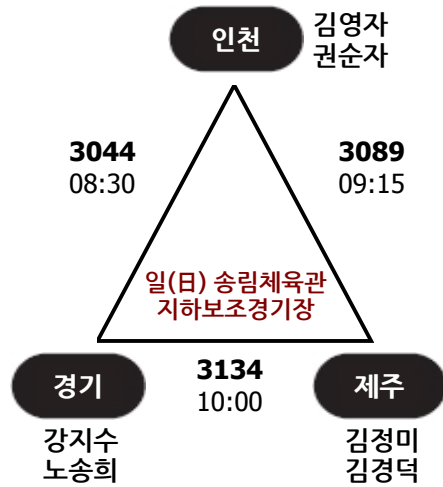 인천
김영자
권순자
3044
08:30
3089
09:15
일(日) 송림체육관
지하보조경기장
경기
3134
10:00
제주
강지수
노송희
김정미
김경덕